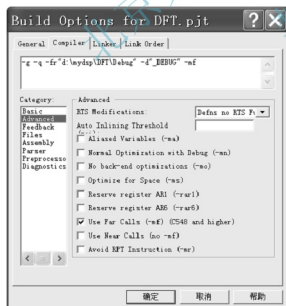 Build Options for DFT.pjt
General Compiler Linker Link Order
-g -q -fr"d:\mydsp\DFT\Debug" -d"_DEBUG" -mf
Category:
Basic
Advanced
Feedback
Files
Assembly
Parser
Preprocesso
Diagnostics
Advanced
RTS Modifications: Defns no RTS Fu
Auto Inlining Threshold
Aliased Variables (-ma)
Normal Optimization with Debug (-mn)
No back-end optimizations (-mo)
Optimize for Space (-ms)
Reserve register AR1 (-rar1)
Reserve register AR6 (-rar6)
Use Far Calls (-mf) (C548 and higher)
Use Near Calls (no -mf)
Avoid RPT Instruction (-mr)
确定 取消 帮助